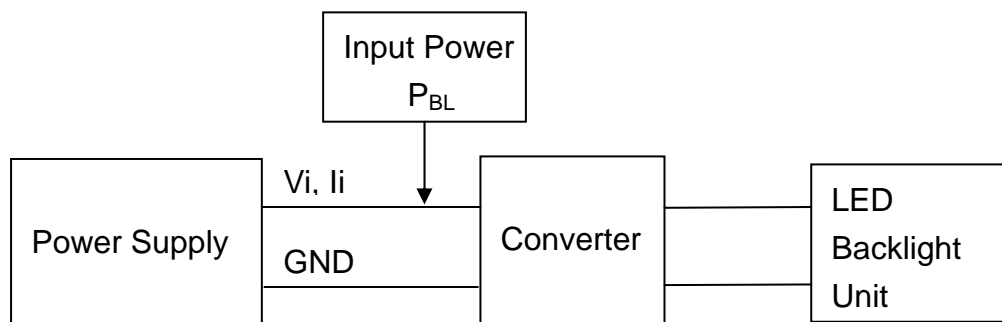 Input Power
PBL
Vi, Ii
Power Supply
GND
Converter
LED
Backlight
Unit